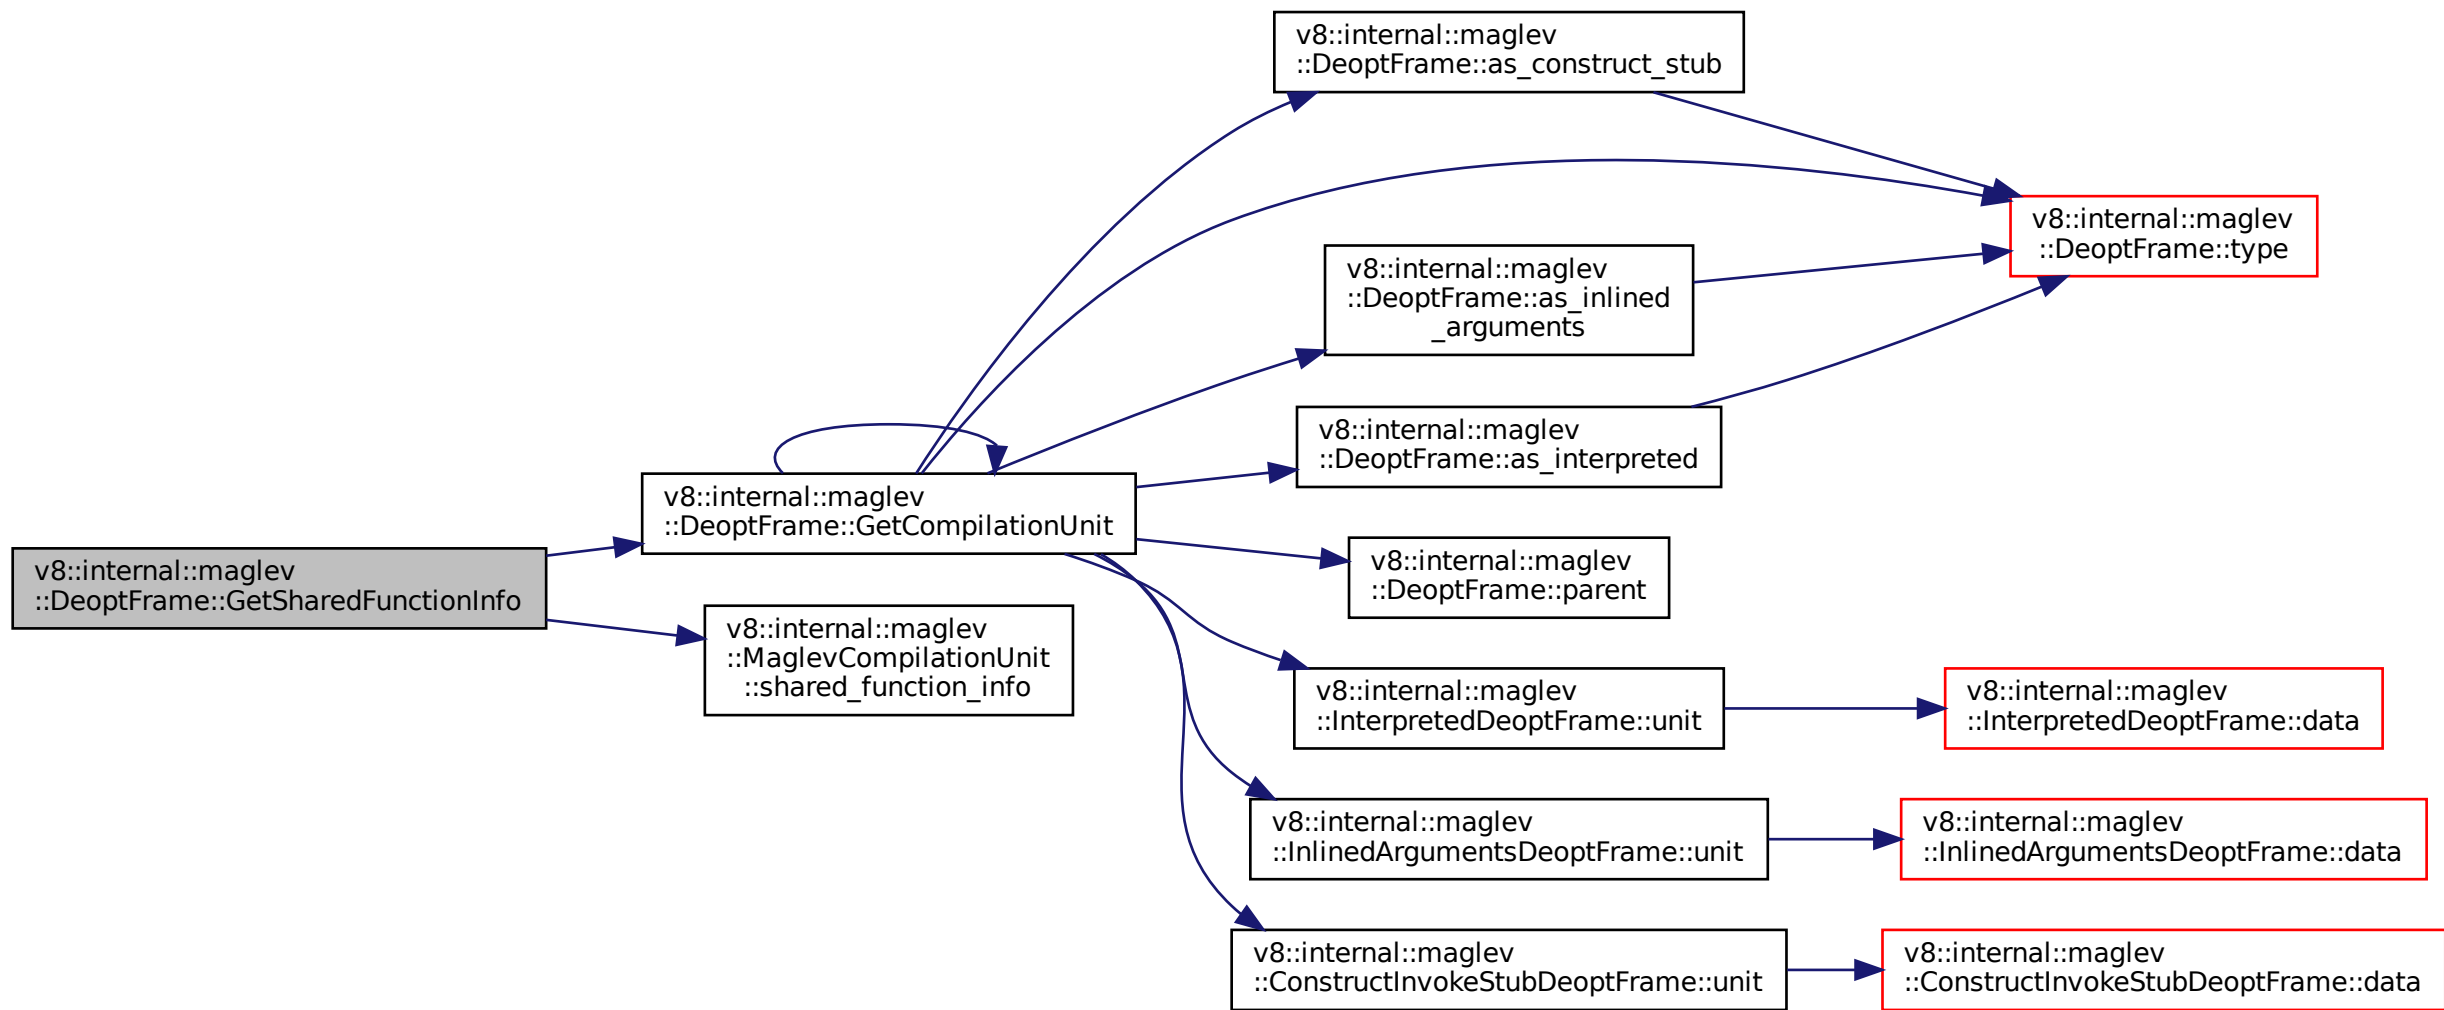 v8::internal::maglev
::DeoptFrame::GetSharedFunctionInfo
v8::internal::maglev
::DeoptFrame::GetCompilationUnit
v8::internal::maglev
::MaglevCompilationUnit
::shared_function_info
v8::internal::maglev
::DeoptFrame::as_construct_stub
v8::internal::maglev
::DeoptFrame::as_inlined
_arguments
v8::internal::maglev
::DeoptFrame::as_interpreted
v8::internal::maglev
::DeoptFrame::parent
v8::internal::maglev
::InterpretedDeoptFrame::unit
v8::internal::maglev
::InlinedArgumentsDeoptFrame::unit
v8::internal::maglev
::ConstructInvokeStubDeoptFrame::unit
v8::internal::maglev
::DeoptFrame::type
v8::internal::maglev
::InterpretedDeoptFrame::data
v8::internal::maglev
::InlinedArgumentsDeoptFrame::data
v8::internal::maglev
::ConstructInvokeStubDeoptFrame::data